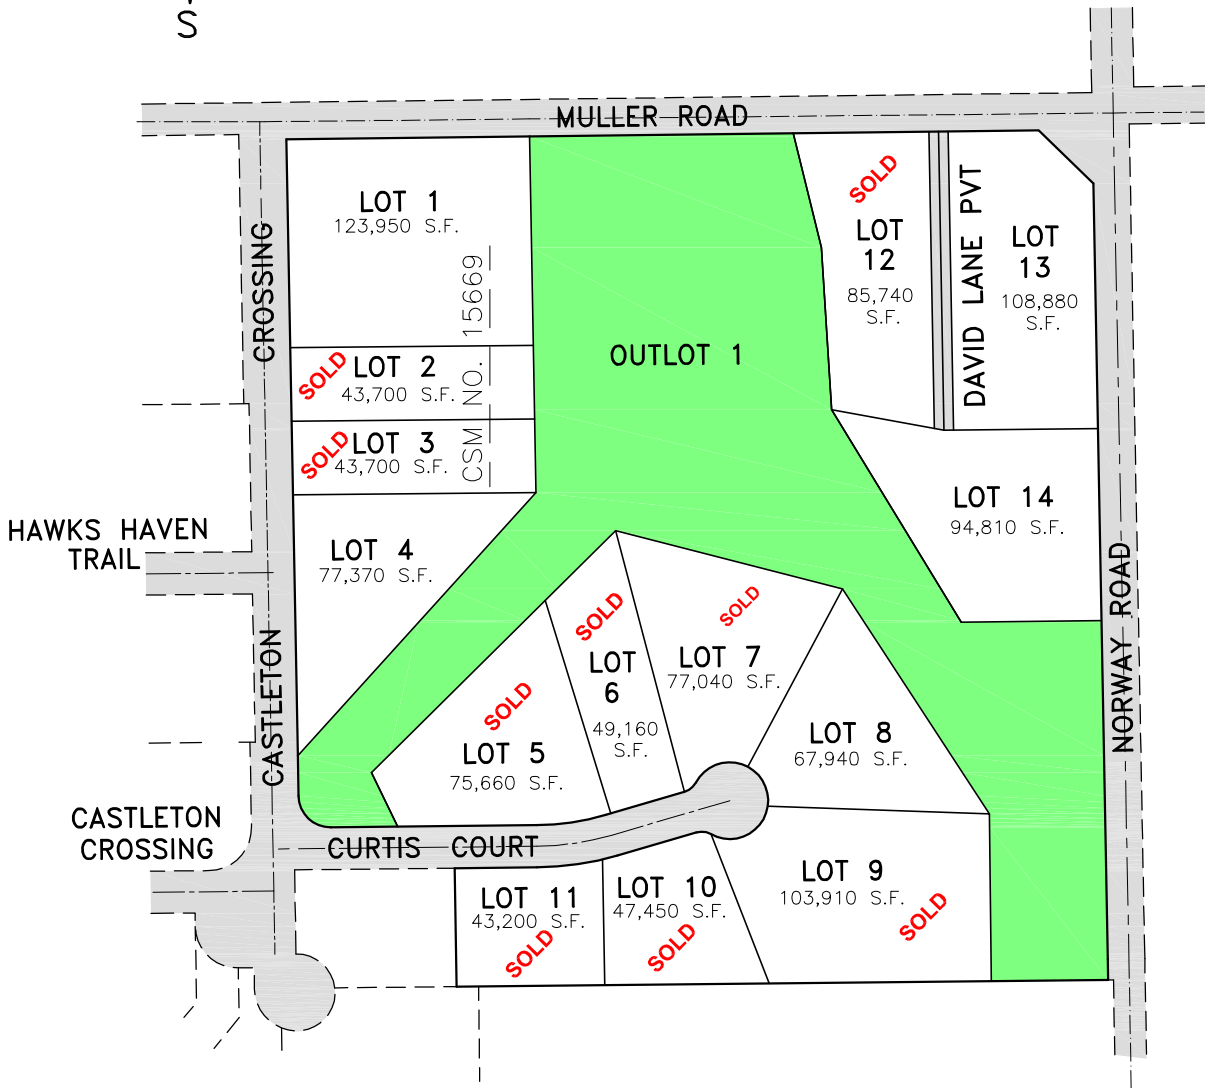 S
MULLER ROAD
CROSSING
LOT 1
123,950 S.F.
CSM NO. 15669
SOLD
LOT 2
43,700 S.F.
SOLD
LOT 3
43,700 S.F.
OUTLOT 1
SOLD
LOT
12
85,740
S.F.
DAVID LANE PVT
LOT
13
108,880
S.F.
LOT 14
94,810 S.F.
NORWAY ROAD
HAWKS HAVEN
TRAIL
LOT 4
77,370 S.F.
CASTLETON
SOLD
LOT 5
75,660 S.F.
SOLD
LOT
6
49,160
S.F.
SOLD
LOT 7
77,040 S.F.
LOT 8
67,940 S.F.
CASTLETON
CROSSING
CURTIS COURT
LOT 9
103,910 S.F.
SOLD
LOT 10
47,450 S.F.
SOLD
LOT 11
43,200 S.F.
SOLD